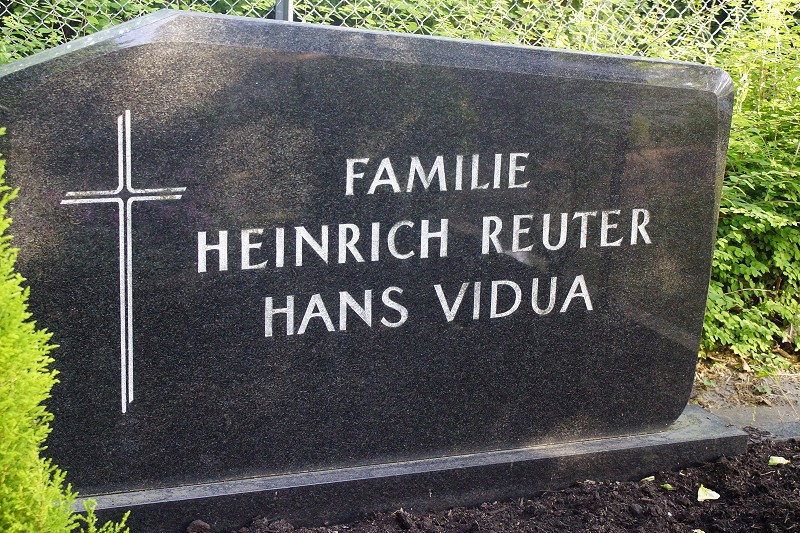 FAMILIE
HEINRICH REUTER
HANS VIDUA